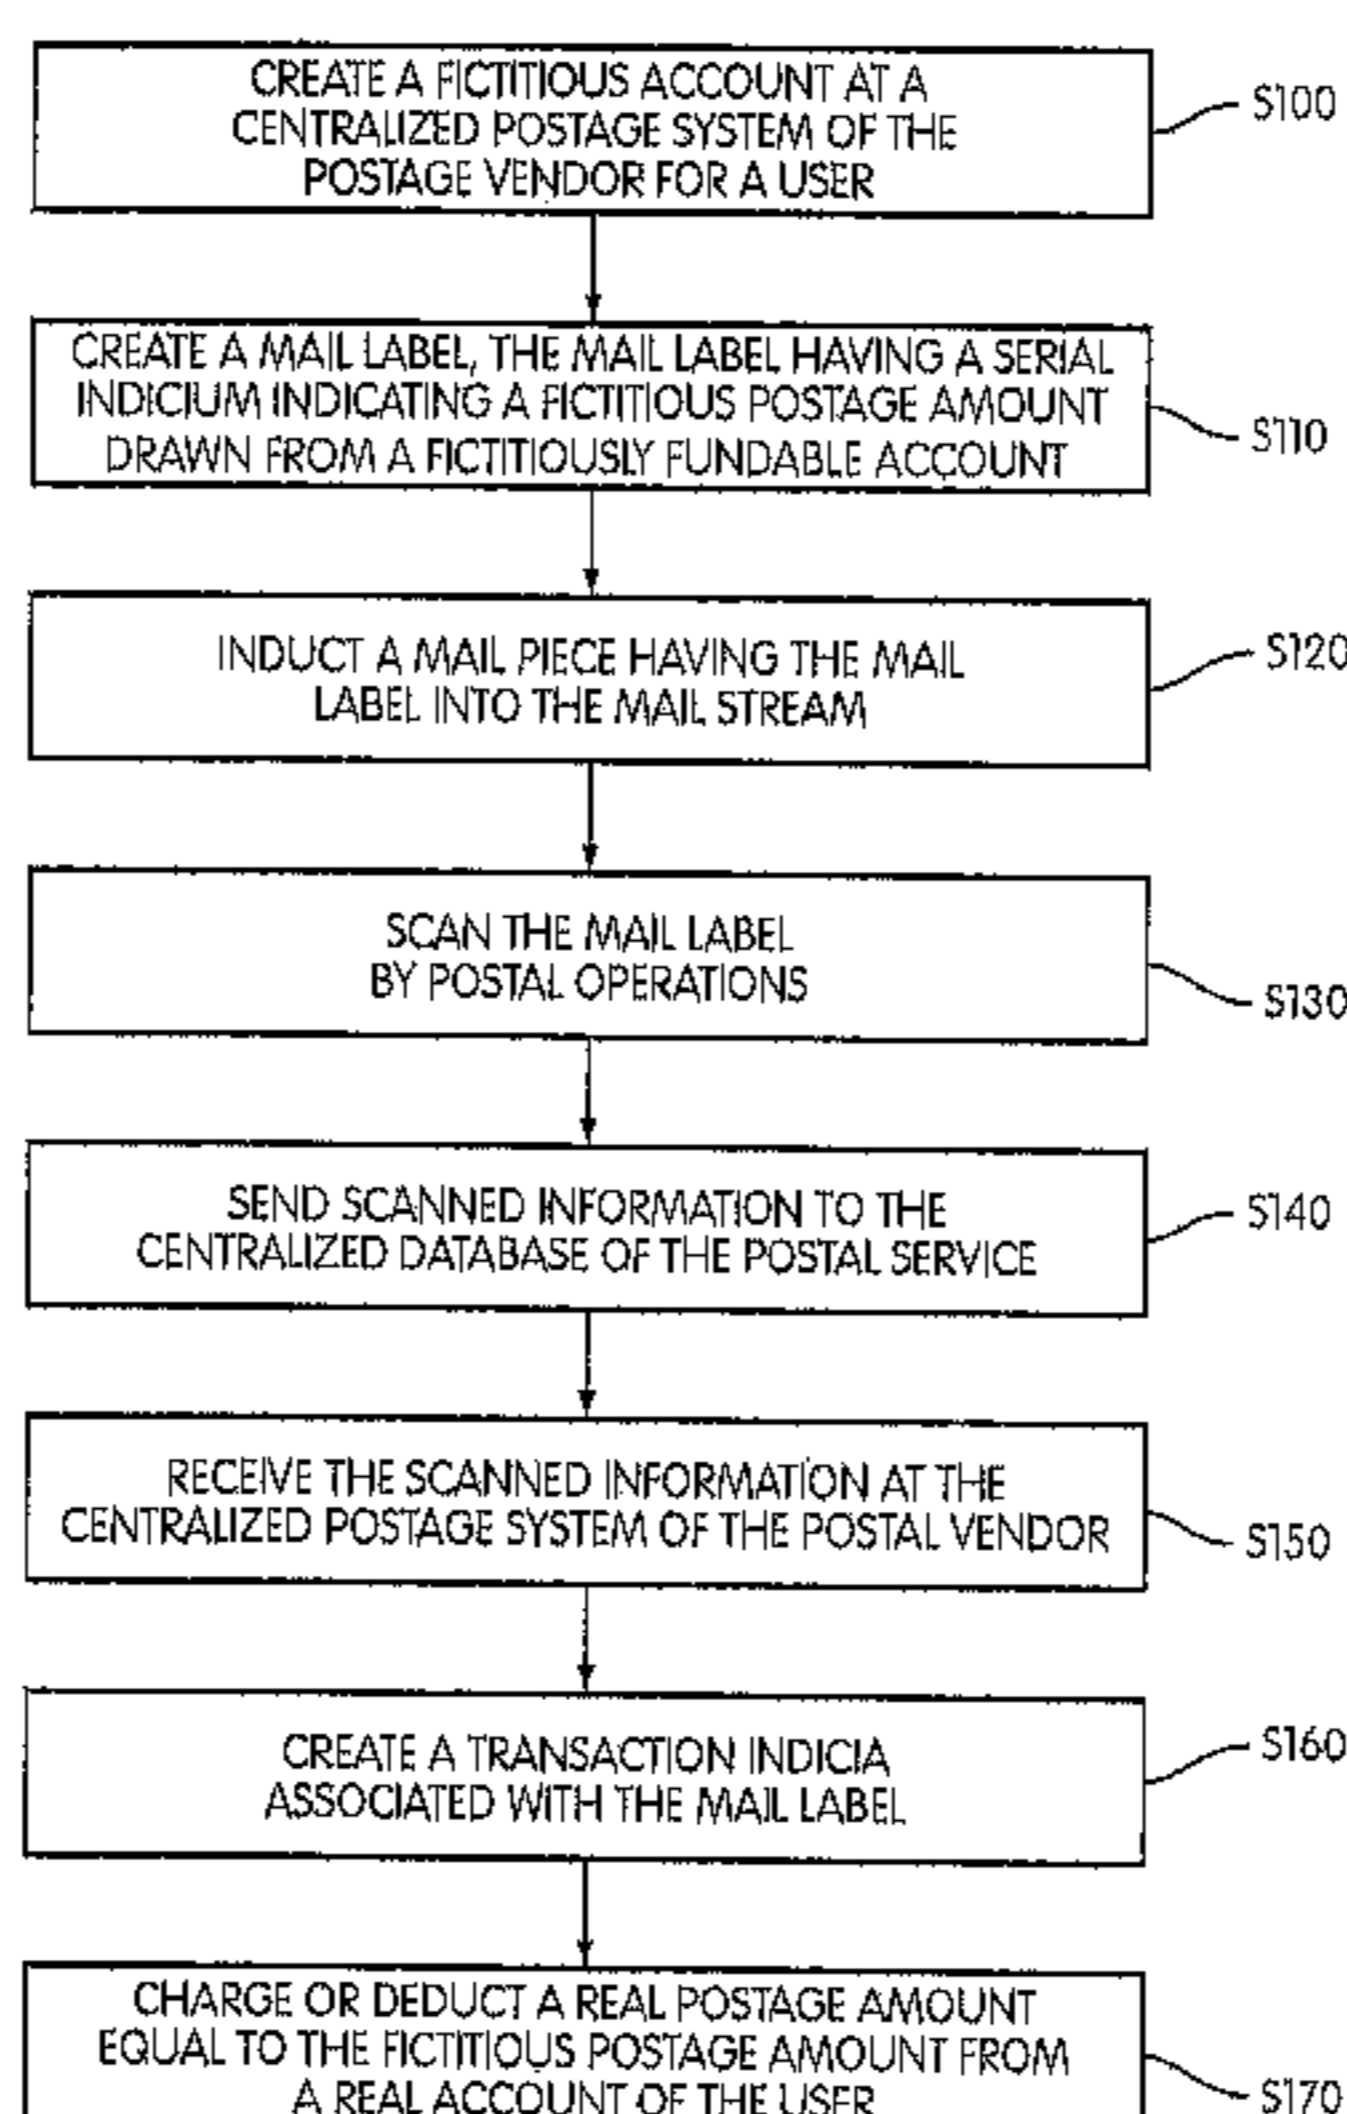 CREATE A FICTITIOUS ACCOUNT AT A
CENTRALIZED POSTAGE SYSTEM OF THE
POSTAGE VENDOR FOR A USER
S100
CREATE A MAIL LABEL, THE MAIL LABEL HAVING A SERIAL
INDICIUM INDICATING A FICTITIOUS POSTAGE AMOUNT
DRAWN FROM A FICTITIOUSLY FUNDABLE ACCOUNT
S110
INDUCT A MAIL PIECE HAVING THE MAIL
LABEL INTO THE MAIL STREAM
S120
SCAN THE MAIL LABEL
BY POSTAL OPERATIONS
S130
SEND SCANNED INFORMATION TO THE
CENTRALIZED DATABASE OF THE POSTAL SERVICE
S140
RECEIVE THE SCANNED INFORMATION AT THE
CENTRALIZED POSTAGE SYSTEM OF THE POSTAL VENDOR
S150
CREATE A TRANSACTION INDICIA
ASSOCIATED WITH THE MAIL LABEL
S160
CHARGE OR DEDUCT A REAL POSTAGE AMOUNT
EQUAL TO THE FICTITIOUS POSTAGE AMOUNT FROM
A REAL ACCOUNT OF THE USER
S170